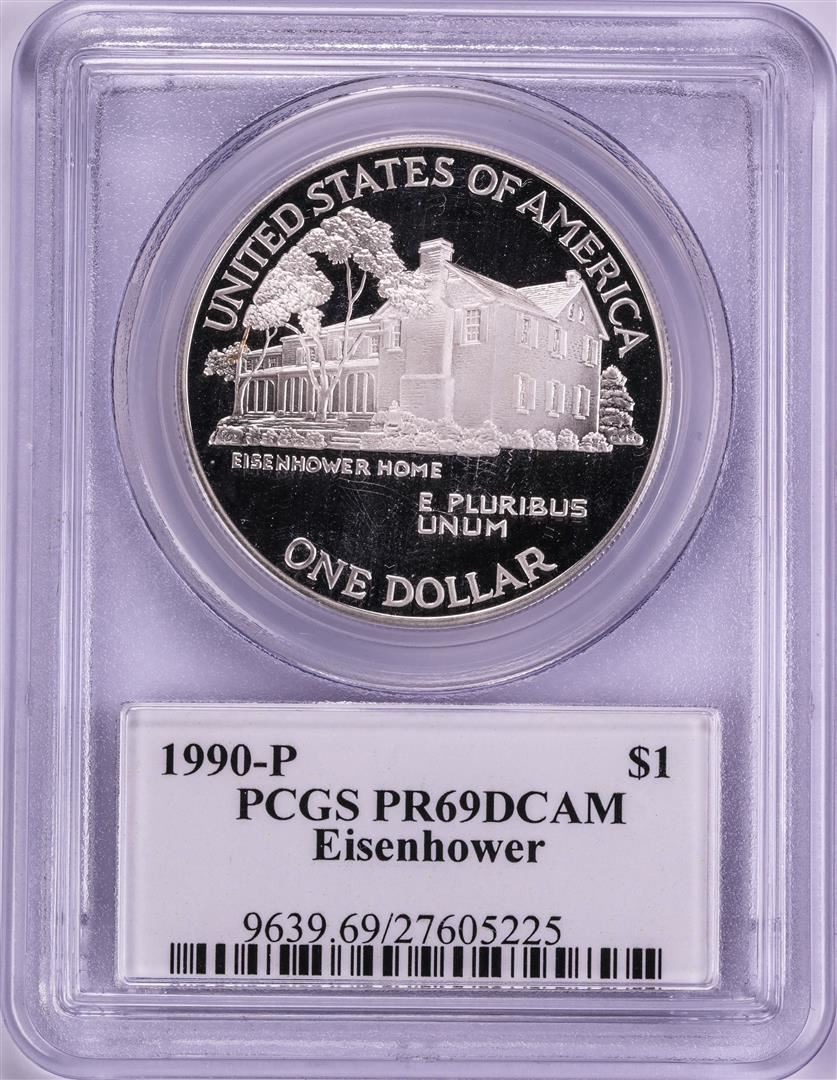 UNITED STATES OF AMERICA
EISENHOWER HOME
E PLURIBUS
UNUM
ONE DOLLAR
1990-P $1
PCGS PR69DCAM
Eisenhower
9639.69/27605225